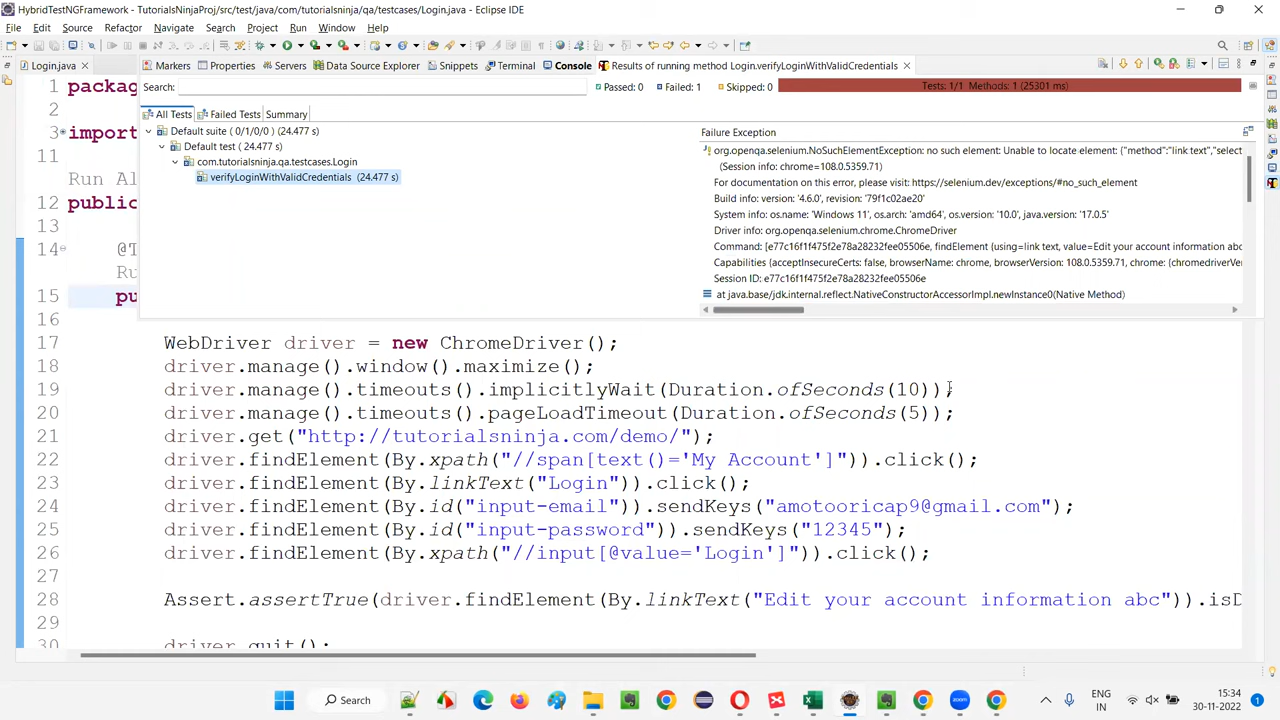 HybridTestNGFramework - TutorialsNinjaProj/src/test/java/com/tutorialsninja/qa/testcases/Login.java - Eclipse IDE
File Edit Source Refactor Navigate Search Project Run Window Help
Login.java
Markers Properties Servers Data Source Explorer Snippets Terminal Console Results of running method Login.verifyLoginWithValidCredentials
Search: Passed: 0 Failed: 1 Skipped: 0 Tests: 1/1 Methods: 1 (25301 ms)
All Tests Failed Tests Summary
Default suite ( 0/1/0/0 ) (24.477 s)
Default test ( 24.477 s)
com.tutorialsninja.qa.testcases.Login
verifyLoginWithValidCredentials (24.477 s)
Failure Exception
org.openqa.selenium.NoSuchElementException: no such element: Unable to locate element: {"method":"link text","select
(Session info: chrome=108.0.5359.71)
For documentation on this error, please visit: https://selenium.dev/exceptions/#no_such_element
Build info: version: '4.6.0', revision: '79f1c02ae20'
System info: os.name: 'Windows 11', os.arch: 'amd64', os.version: '10.0', java.version: '17.0.5'
Driver info: org.openqa.selenium.chrome.ChromeDriver
Command: [e77c16f1f475f2e78a28232fee05506e, findElement {using=link text, value=Edit your account information abc
Capabilities {acceptInsecureCerts: false, browserName: chrome, browserVersion: 108.0.5359.71, chrome: {chromedriverVe
Session ID: e77c16f1f475f2e78a28232fee05506e
at java.base/jdk.internal.reflect.NativeConstructorAccessorImpl.newInstance0(Native Method)
1 packag
2
3 import
11
Run Al
12 public
13
14 @T
Ru
15 pu
16
17 WebDriver driver = new ChromeDriver();
18 driver.manage().window().maximize();
19 driver.manage().timeouts().implicitlyWait(Duration.ofSeconds(10));
20 driver.manage().timeouts().pageLoadTimeout(Duration.ofSeconds(5));
21 driver.get("http://tutorialsninja.com/demo/");
22 driver.findElement(By.xpath("//span[text()='My Account']")).click();
23 driver.findElement(By.linkText("Login")).click();
24 driver.findElement(By.id("input-email")).sendKeys("amotooricap9@gmail.com");
25 driver.findElement(By.id("input-password")).sendKeys("12345");
26 driver.findElement(By.xpath("//input[@value='Login']")).click();
27
28 Assert.assertTrue(driver.findElement(By.linkText("Edit your account information abc")).isD
29
30 driver.quit();
Search
ENG
IN
15:34
30-11-2022